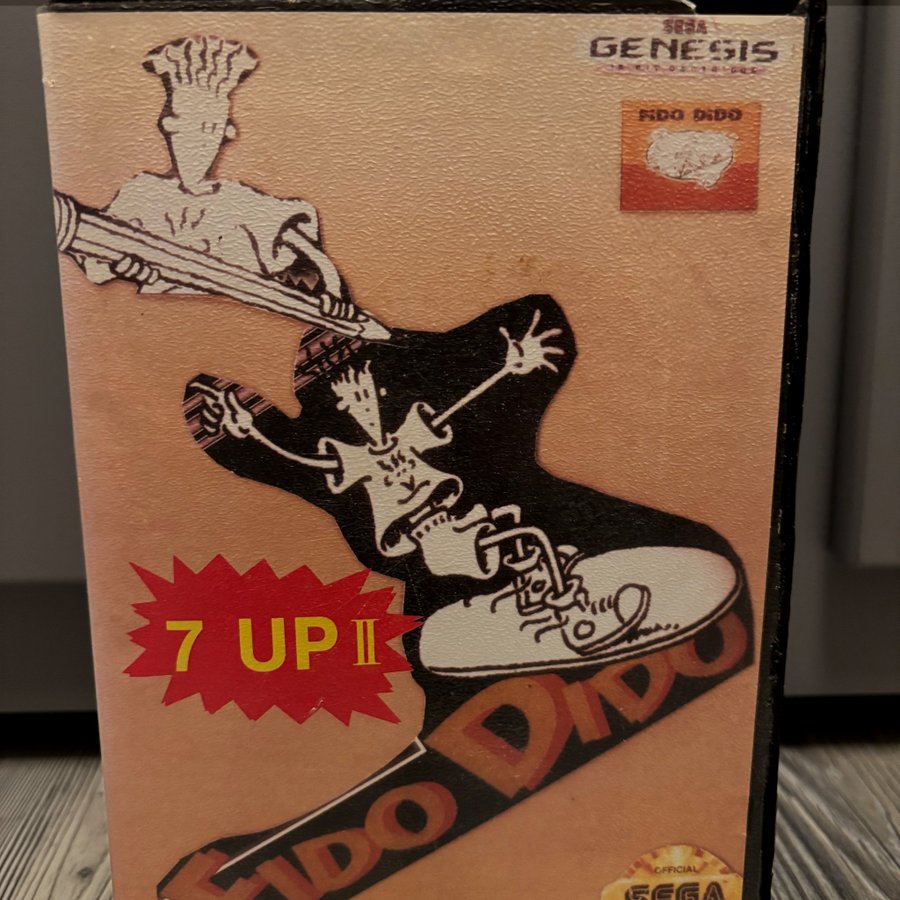 SEGA
GENESIS
FIDO DIDO
7 UP II
FIDO DIDO
OFFICIAL
SEGA